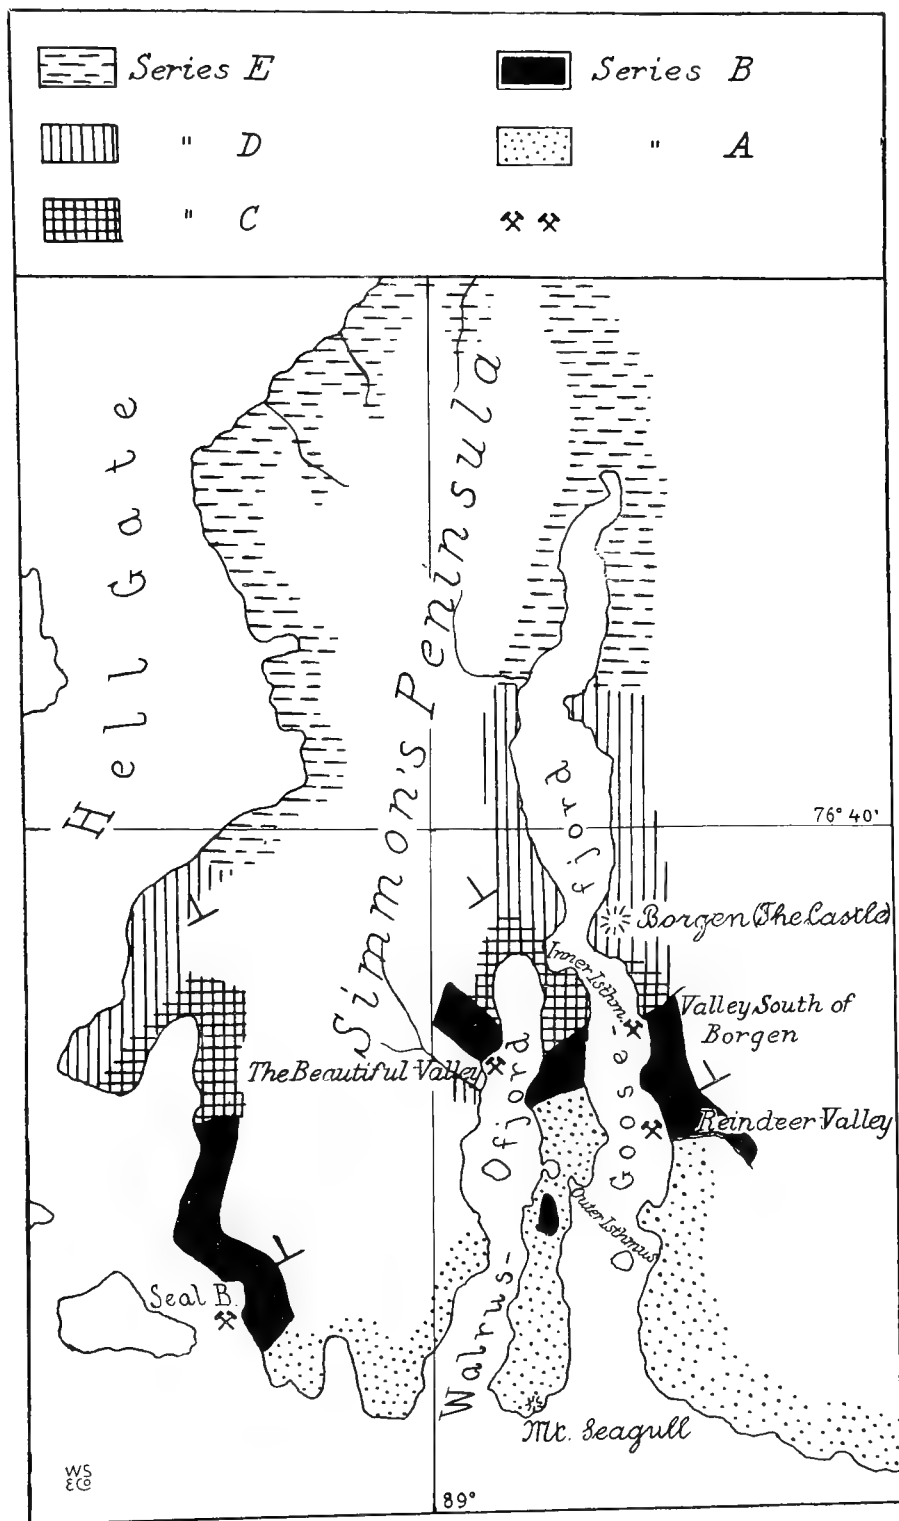 Series E
" D
" C
Series B
" A
Hell Gate
Simmon's Peninsula
76° 40'
fjord
Borgen (The Castle)
Inner Isthm.
Valley South of
Borgen
The Beautiful Valley
Goose-
Reindeer Valley
Ofjord
Outer Isthmus
Seal B.
Walrus-
Mt. Seagull
WS
& Co
89°